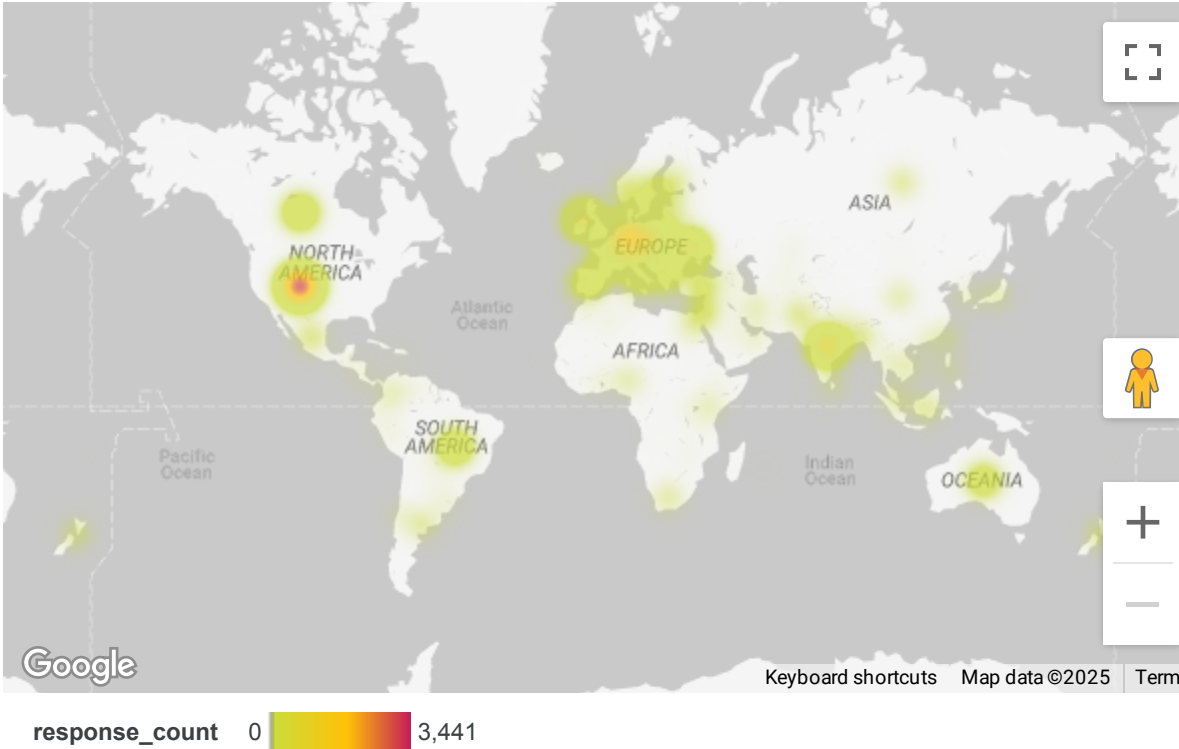 ASIA
NORTH
AMERICA
EUROPE
Atlantic
Ocean
AFRICA
SOUTH
AMERICA
Pacific
Ocean
Indian
Ocean
OCEANIA
Google
Keyboard shortcuts
Map data ©2025
Term
response_count
0
3,441